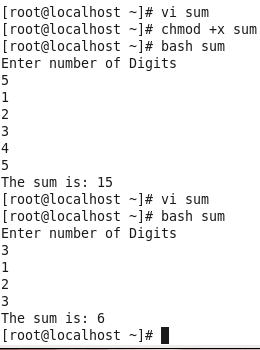 [root@localhost ~]# vi sum
[root@localhost ~]# chmod +x sum
[root@localhost ~]# bash sum
Enter number of Digits
5
1
2
3
4
5
The sum is: 15
[root@localhost ~]# vi sum
[root@localhost ~]# bash sum
Enter number of Digits
3
1
2
3
The sum is: 6
[root@localhost ~]#